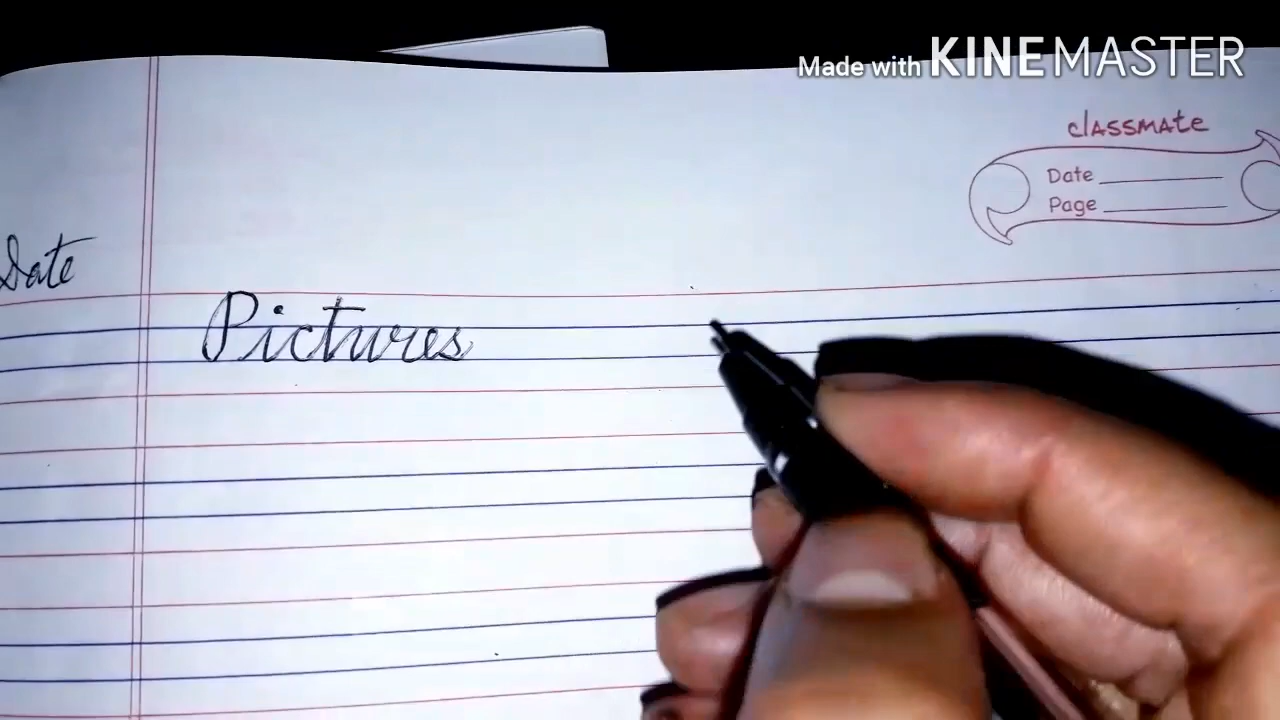 Made with KINEMASTER
classmate
Date
Page
Date
Pictures